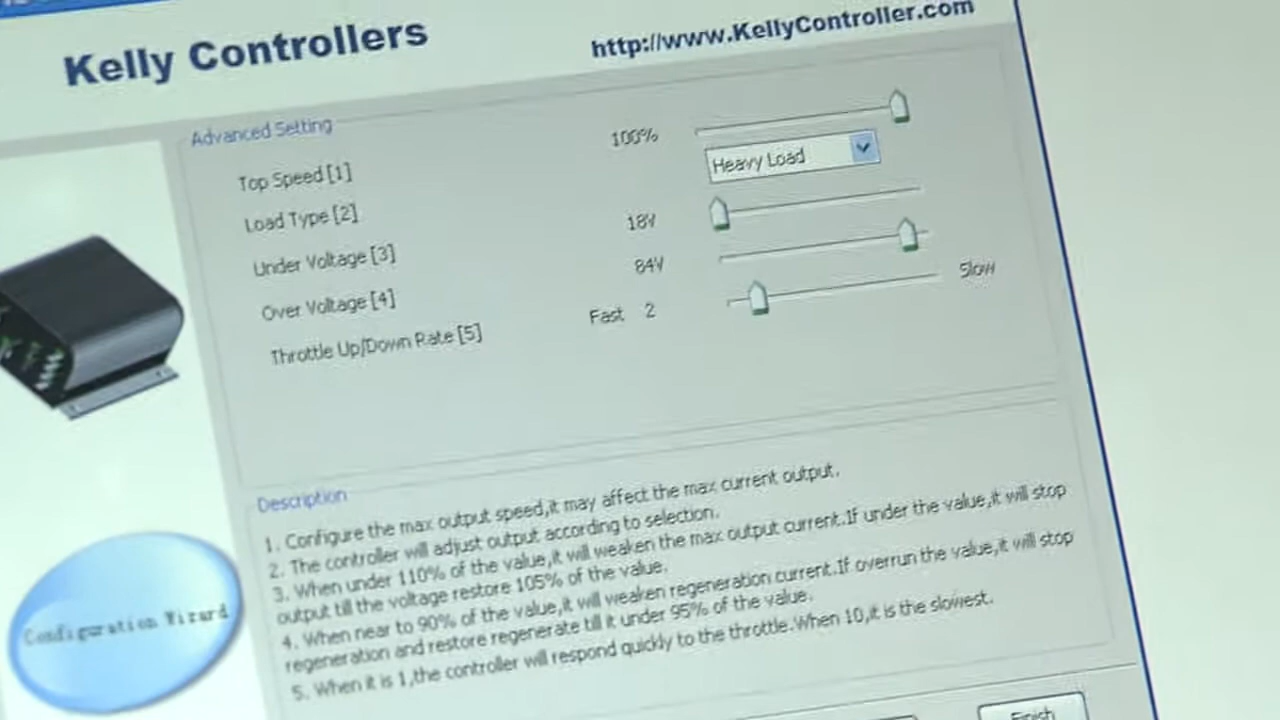 Kelly Controllers
http://www.KellyController.com
Advanced Setting
Top Speed [1] 100%
Load Type [2] Heavy Load
Under Voltage [3] 18V
Over Voltage [4] 84V
Throttle Up/Down Rate [5] Fast 2 Slow
Description
1. Configure the max output speed,it may affect the max current output.
2. The controller will adjust output according to selection.
3. When under 110% of the value,it will weaken the max output current.If under the value,it will stop
output till the voltage restore 105% of the value.
4. When near to 90% of the value,it will weaken regeneration current.If overrun the value,it will stop
regeneration and restore regenerate till it under 95% of the value.
5. When it is 1,the controller will respond quickly to the throttle.When 10,it is the slowest.
Configuration Wizard
Finish